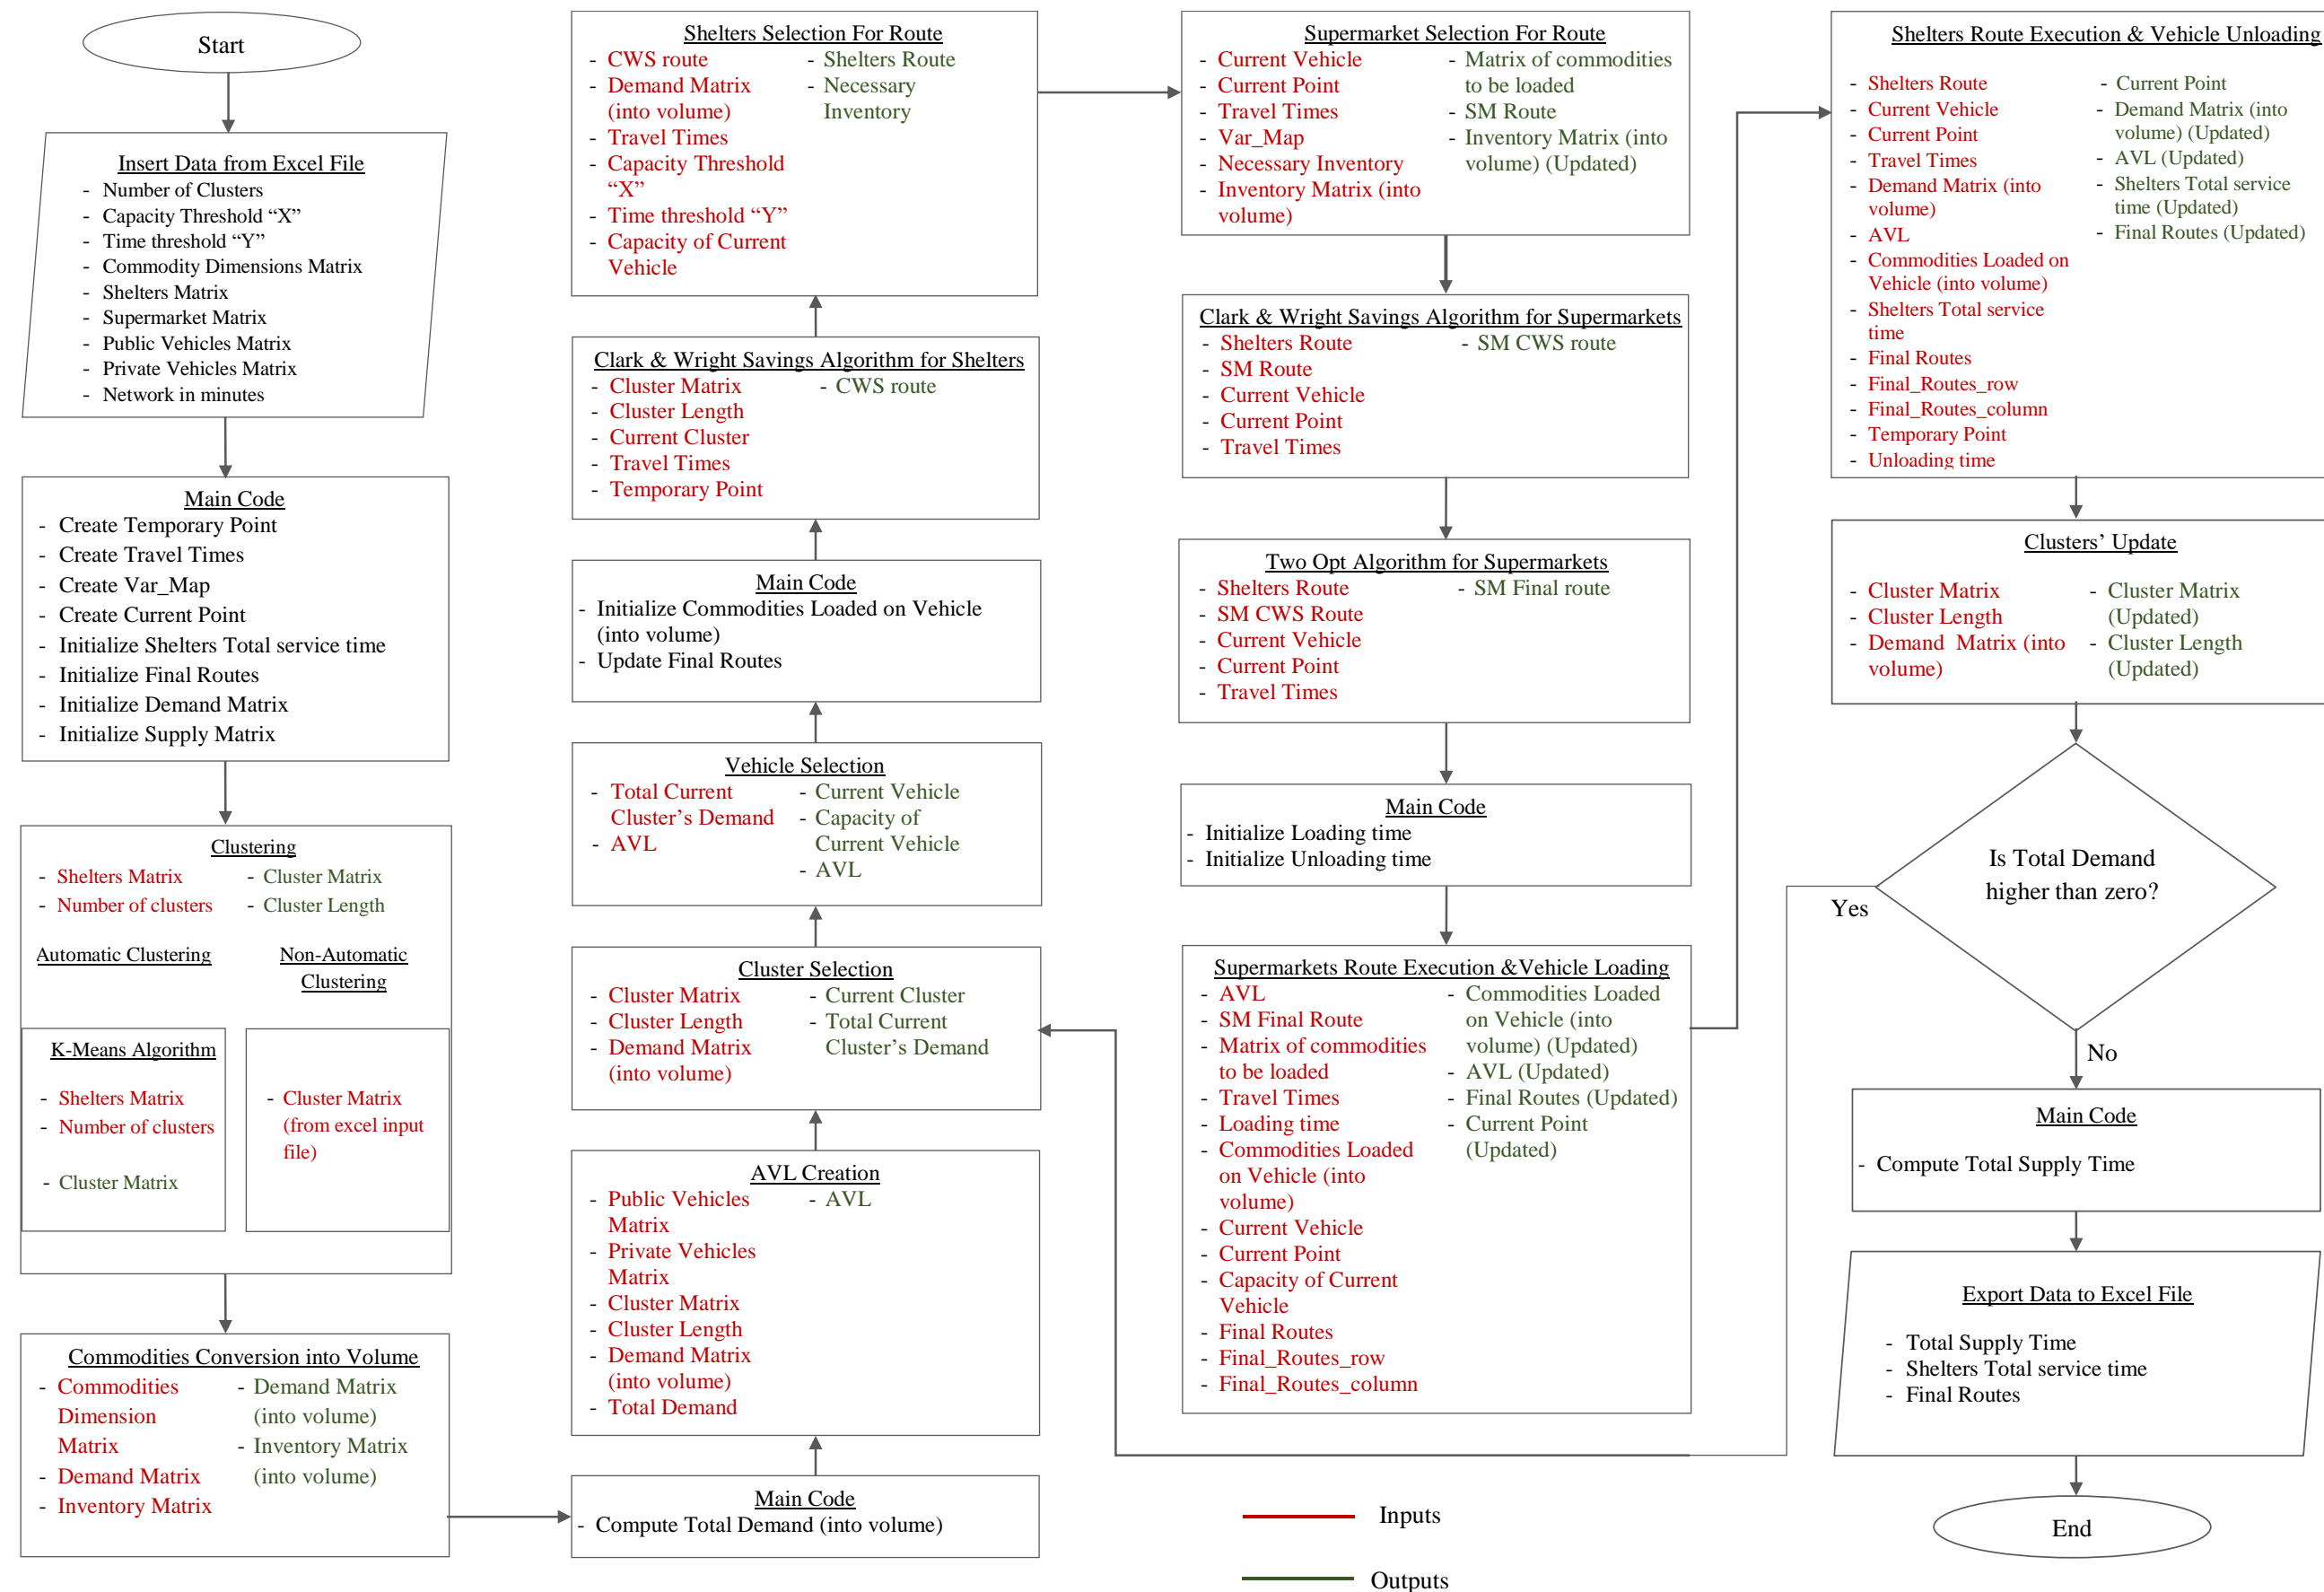 Start
Insert Data from Excel File
- Number of Clusters
- Capacity Threshold “X”
- Time threshold “Y”
- Commodity Dimensions Matrix
- Shelters Matrix
- Supermarket Matrix
- Public Vehicles Matrix
- Private Vehicles Matrix
- Network in minutes
Main Code
- Create Temporary Point
- Create Travel Times
- Create Var_Map
- Create Current Point
- Initialize Shelters Total service time
- Initialize Final Routes
- Initialize Demand Matrix
- Initialize Supply Matrix
Clustering
- Shelters Matrix
- Number of clusters
- Cluster Matrix
- Cluster Length
Automatic Clustering
Non-Automatic
Clustering
K-Means Algorithm
- Shelters Matrix
- Number of clusters
- Cluster Matrix
- Cluster Matrix
(from excel input
file)
Commodities Conversion into Volume
- Commodities
Dimension
Matrix
- Demand Matrix
- Inventory Matrix
- Demand Matrix
(into volume)
- Inventory Matrix
(into volume)
Main Code
- Compute Total Demand (into volume)
AVL Creation
- Public Vehicles
Matrix
- Private Vehicles
Matrix
- Cluster Matrix
- Cluster Length
- Demand Matrix
(into volume)
- Total Demand
- AVL
Cluster Selection
- Cluster Matrix
- Cluster Length
- Demand Matrix
(into volume)
- Current Cluster
- Total Current
Cluster’s Demand
Vehicle Selection
- Total Current
Cluster’s Demand
- AVL
- Current Vehicle
- Capacity of
Current Vehicle
- AVL
Main Code
- Initialize Commodities Loaded on Vehicle
(into volume)
- Update Final Routes
Clark & Wright Savings Algorithm for Shelters
- Cluster Matrix
- Cluster Length
- Current Cluster
- Travel Times
- Temporary Point
- CWS route
Shelters Selection For Route
- CWS route
- Demand Matrix
(into volume)
- Travel Times
- Capacity Threshold
“X”
- Time threshold “Y”
- Capacity of Current
Vehicle
- Shelters Route
- Necessary
Inventory
Supermarket Selection For Route
- Current Vehicle
- Current Point
- Travel Times
- Var_Map
- Necessary Inventory
- Inventory Matrix (into
volume)
- Matrix of commodities
to be loaded
- SM Route
- Inventory Matrix (into
volume) (Updated)
Clark & Wright Savings Algorithm for Supermarkets
- Shelters Route
- SM Route
- Current Vehicle
- Current Point
- Travel Times
- SM CWS route
Two Opt Algorithm for Supermarkets
- Shelters Route
- SM CWS Route
- Current Vehicle
- Current Point
- Travel Times
- SM Final route
Main Code
- Initialize Loading time
- Initialize Unloading time
Supermarkets Route Execution &Vehicle Loading
- AVL
- SM Final Route
- Matrix of commodities
to be loaded
- Travel Times
- Loading time
- Commodities Loaded
on Vehicle (into
volume)
- Current Vehicle
- Current Point
- Capacity of Current
Vehicle
- Final Routes
- Final_Routes_row
- Final_Routes_column
- Commodities Loaded
on Vehicle (into
volume) (Updated)
- AVL (Updated)
- Final Routes (Updated)
- Current Point
(Updated)
Shelters Route Execution & Vehicle Unloading
- Shelters Route
- Current Vehicle
- Current Point
- Travel Times
- Demand Matrix (into
volume)
- AVL
- Commodities Loaded on
Vehicle (into volume)
- Shelters Total service
time
- Final Routes
- Final_Routes_row
- Final_Routes_column
- Temporary Point
- Unloading time
- Current Point
- Demand Matrix (into
volume) (Updated)
- AVL (Updated)
- Shelters Total service
time (Updated)
- Final Routes (Updated)
Clusters’ Update
- Cluster Matrix
- Cluster Length
- Demand Matrix (into
volume)
- Cluster Matrix
(Updated)
- Cluster Length
(Updated)
Is Total Demand
higher than zero?
Yes
No
Main Code
- Compute Total Supply Time
Export Data to Excel File
- Total Supply Time
- Shelters Total service time
- Final Routes
End
Inputs
Outputs